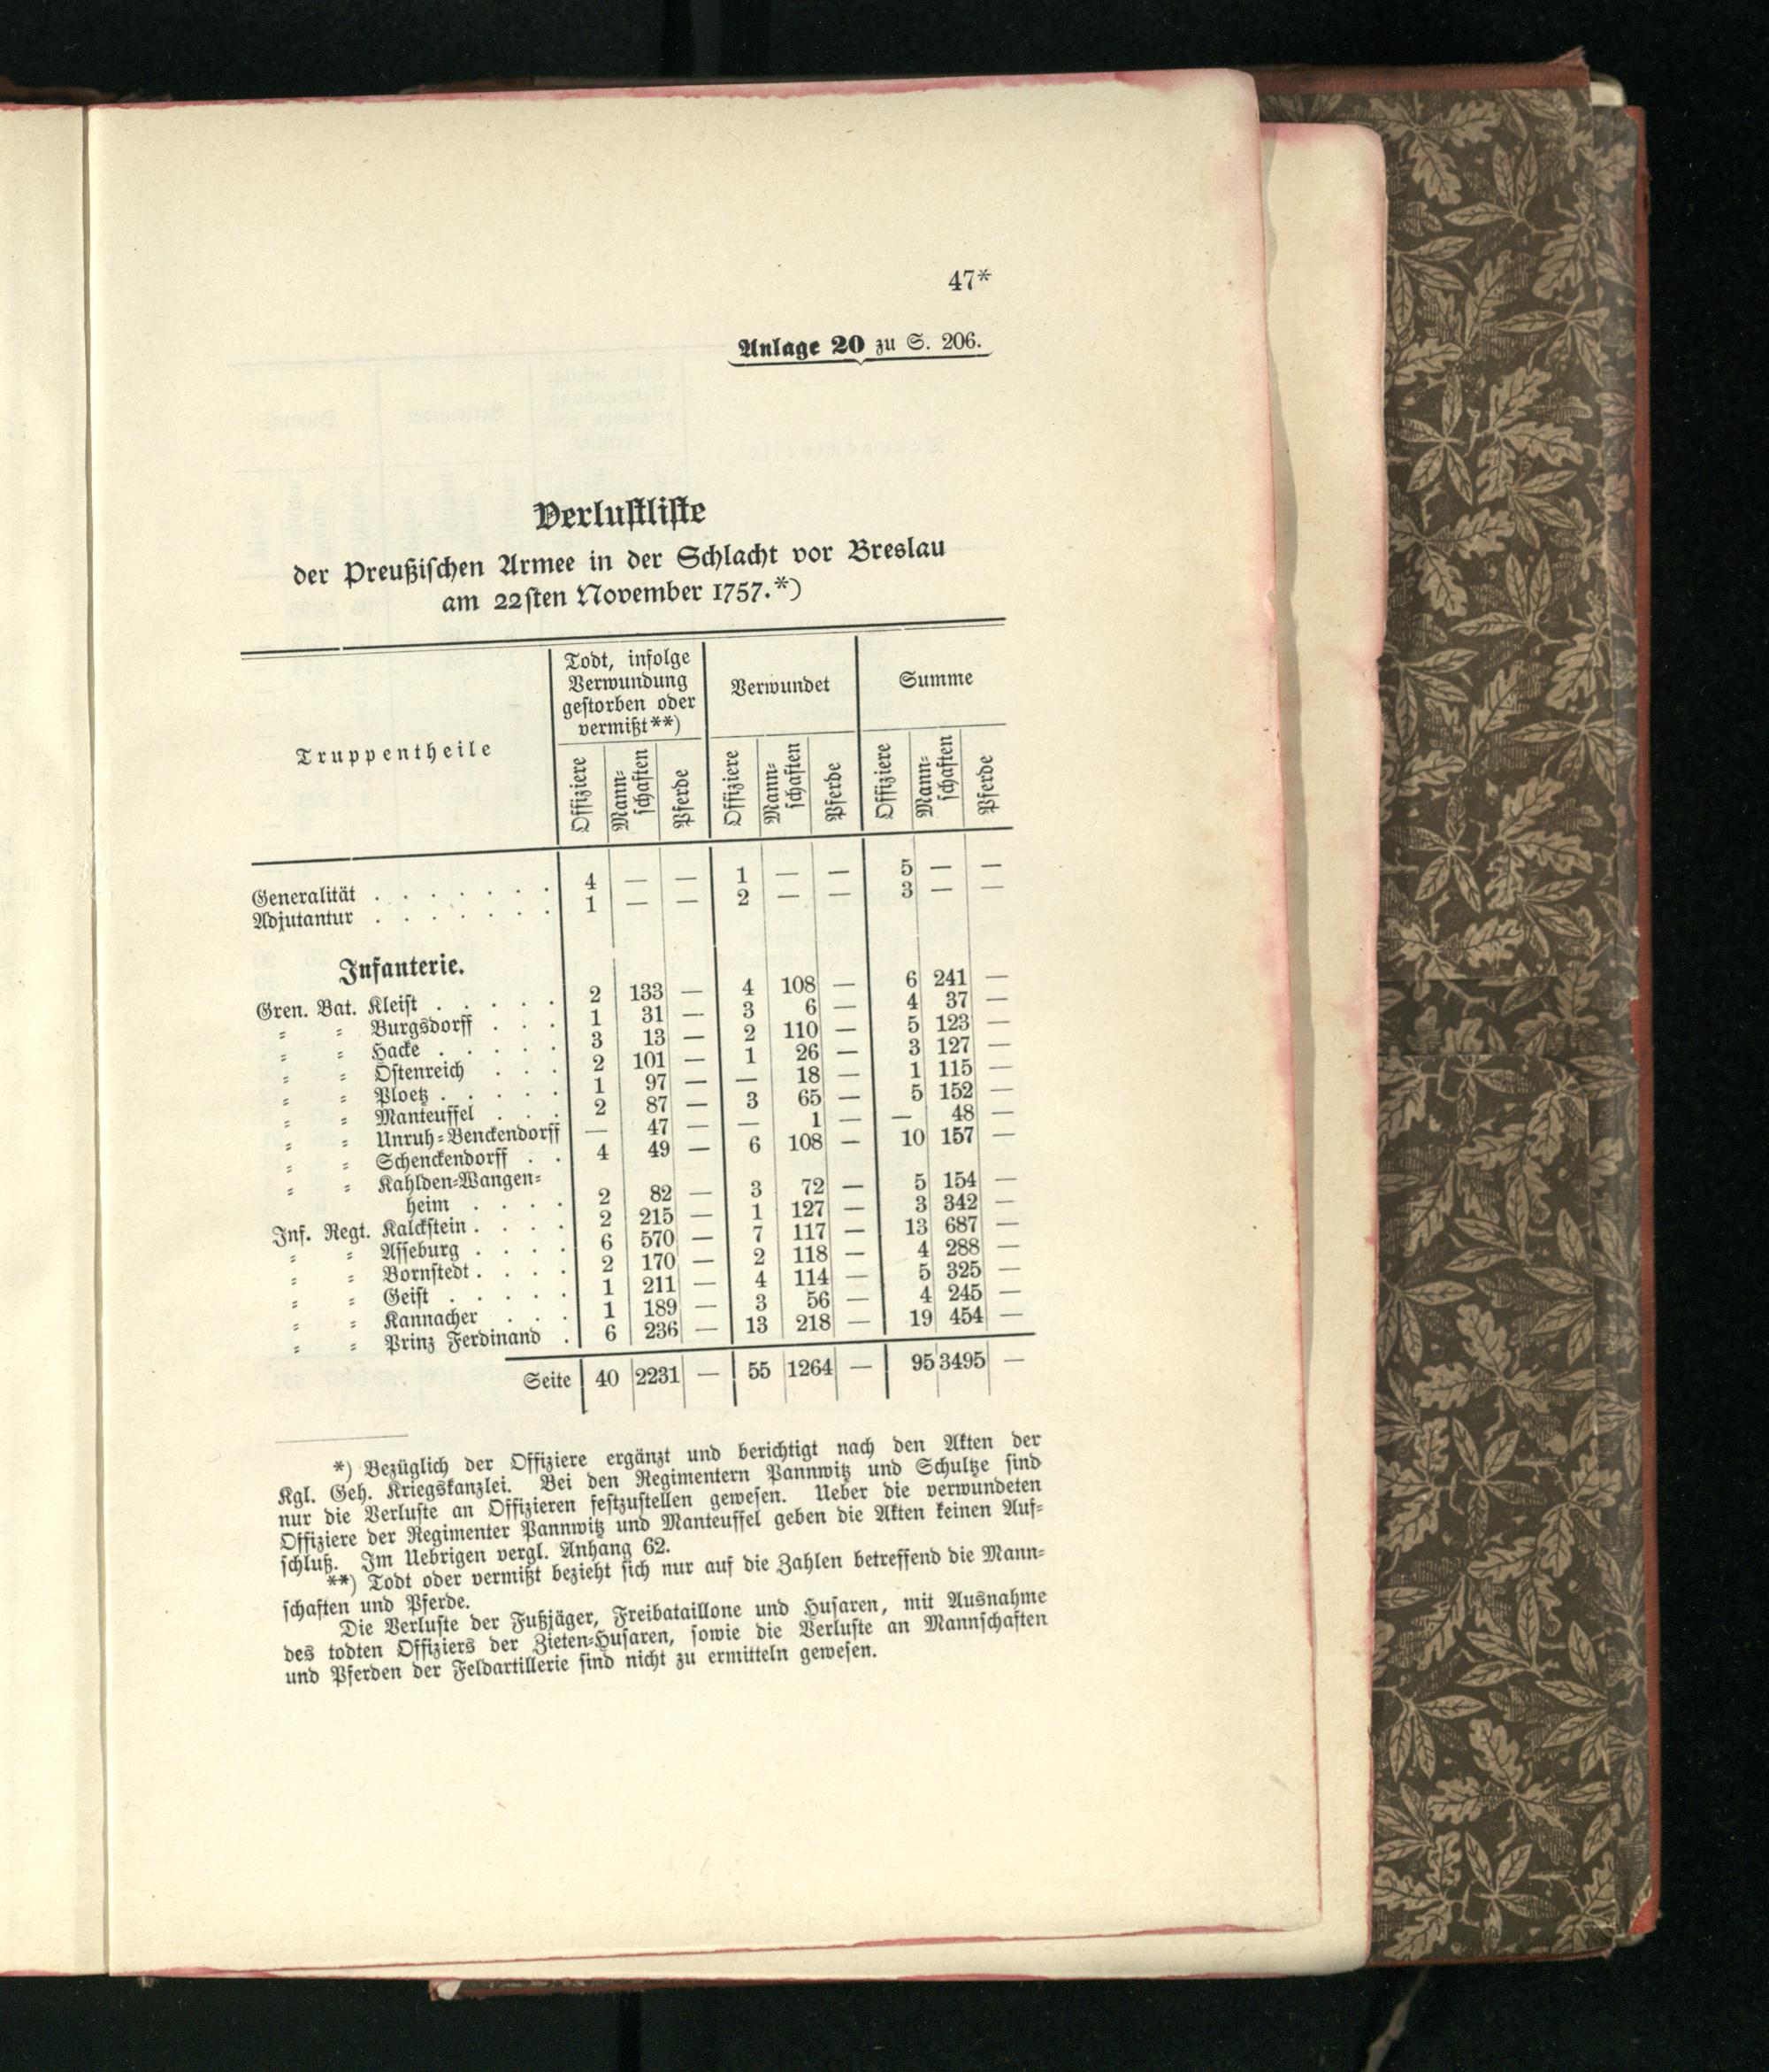 47*
Anlage 20 zu S. 206.
Verlustliste
der Preußischen Armee in der Schlacht vor Breslau
am 22sten November 1757.*)
Truppentheile
Todt, infolge
Verwundung
gestorben oder
vermißt**)
Verwundet
Summe
Offiziere Mann-schaften Pferde Offiziere Mann-schaften Pferde Offiziere Mann-schaften Pferde
Generalität . . . . . . . 4 — — 1 — — 5 — —
Adjutantur . . . . . . . 1 — — 2 — — 3 — —
Infanterie.
Gren. Bat. Kleist . . . . . 2 133 — 4 108 — 6 241 —
= = Burgsdorff . . . 1 31 — 3 6 — 4 37 —
= = Hacke . . . . . 3 13 — 2 110 — 5 123 —
= = Ostenreich . . . 2 101 — 1 26 — 3 127 —
= = Ploetz . . . . . 1 97 — — 18 — 1 115 —
= = Manteuffel . . . 2 87 — 3 65 — 5 152 —
= = Unruh=Benckendorff — 47 — — 1 — — 48 —
= = Schenckendorff . . 4 49 — 6 108 — 10 157 —
= = Kahlden=Wangen=
heim . . . . 2 82 — 3 72 — 5 154 —
Inf. Regt. Kalckstein . . . . 2 215 — 1 127 — 3 342 —
= = Asseburg . . . . 6 570 — 7 117 — 13 687 —
= = Bornstedt . . . . 2 170 — 2 118 — 4 288 —
= = Geist . . . . . 1 211 — 4 114 — 5 325 —
= = Kannacher . . . 1 189 — 3 56 — 4 245 —
= = Prinz Ferdinand . 6 236 — 13 218 — 19 454 —
Seite 40 2231 — 55 1264 — 95 3495 —
*) Bezüglich der Offiziere ergänzt und berichtigt nach den Akten der
Kgl. Geh. Kriegskanzlei. Bei den Regimentern Pannwitz und Schultze sind
nur die Verluste an Offizieren festzustellen gewesen. Ueber die verwundeten
Offiziere der Regimenter Pannwitz und Manteuffel geben die Akten keinen Auf=
schluß. Im Uebrigen vergl. Anhang 62.
**) Todt oder vermißt bezieht sich nur auf die Zahlen betreffend die Mann=
schaften und Pferde.
Die Verluste der Fußjäger, Freibataillone und Husaren, mit Ausnahme
des todten Offiziers der Zieten=Husaren, sowie die Verluste an Mannschaften
und Pferden der Feldartillerie sind nicht zu ermitteln gewesen.